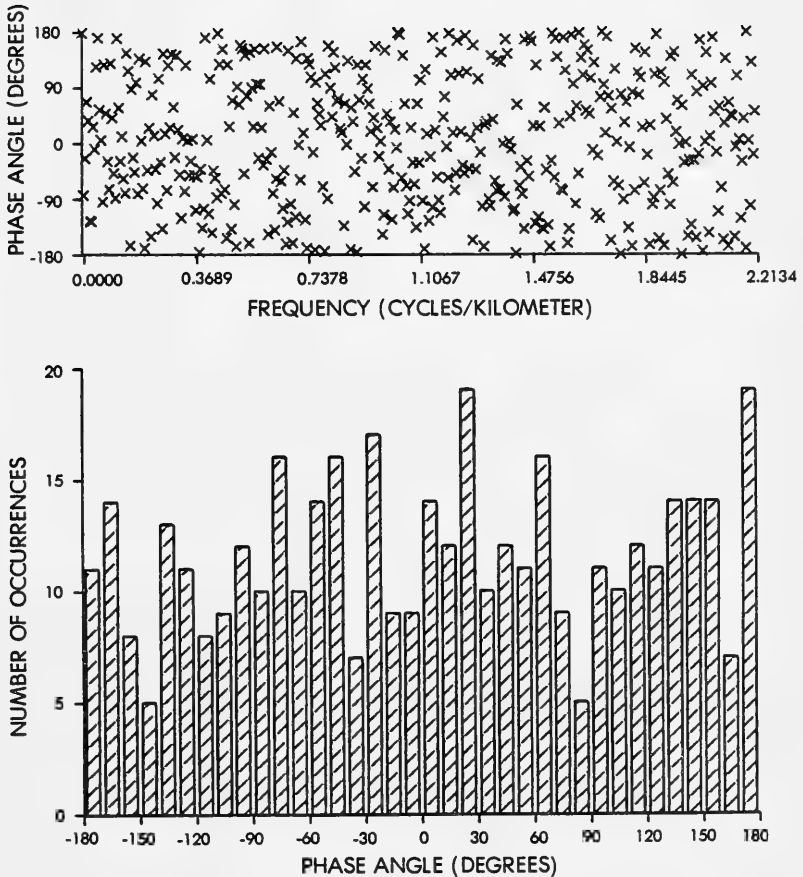 PHASE ANGLE (DEGREES)
180
90
0
-90
-180
0.0000 0.3689 0.7378 1.1067 1.4756 1.8445 2.2134
FREQUENCY (CYCLES/KILOMETER)
NUMBER OF OCCURRENCES
20
15
10
5
0
-180 -150 -120 -90 -60 -30 0 30 60 90 120 150 180
PHASE ANGLE (DEGREES)